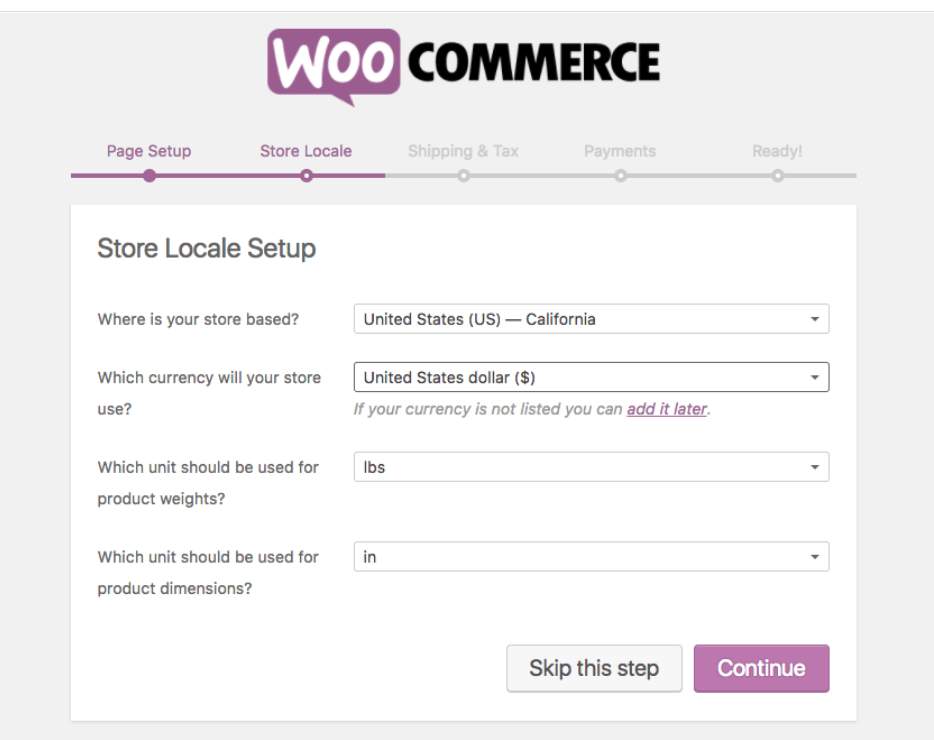 WOO COMMERCE
Page Setup Store Locale Shipping & Tax Payments Ready!
Store Locale Setup
Where is your store based? United States (US) — California
Which currency will your store United States dollar ($)
use? If your currency is not listed you can add it later.
Which unit should be used for lbs
product weights?
Which unit should be used for in
product dimensions?
Skip this step Continue